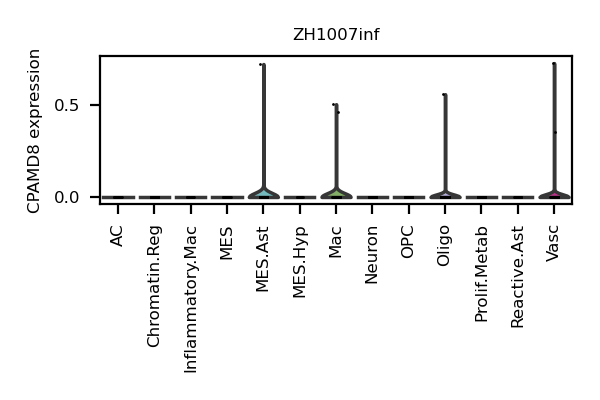 ZH1007inf
CPAMD8 expression
0.5
0.0
AC
Chromatin.Reg
Inflammatory.Mac
MES
MES.Ast
MES.Hyp
Mac
Neuron
OPC
Oligo
Prolif.Metab
Reactive.Ast
Vasc